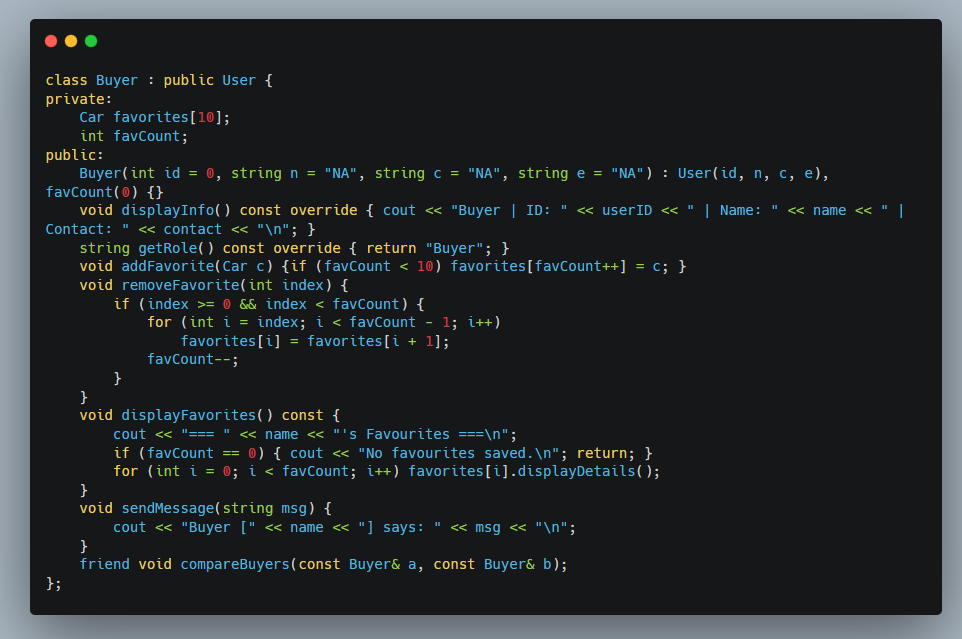 class Buyer : public User {
private:
    Car favorites[10];
    int favCount;
public:
    Buyer(int id = 0, string n = "NA", string c = "NA", string e = "NA") : User(id, n, c, e),
favCount(0) {}
    void displayInfo() const override { cout << "Buyer | ID: " << userID << " | Name: " << name << " |
Contact: " << contact << "\n"; }
    string getRole() const override { return "Buyer"; }
    void addFavorite(Car c) {if (favCount < 10) favorites[favCount++] = c; }
    void removeFavorite(int index) {
        if (index >= 0 && index < favCount) {
            for (int i = index; i < favCount - 1; i++)
                favorites[i] = favorites[i + 1];
            favCount--;
        }
    }
    void displayFavorites() const {
        cout << "=== " << name << "'s Favourites ===\n";
        if (favCount == 0) { cout << "No favourites saved.\n"; return; }
        for (int i = 0; i < favCount; i++) favorites[i].displayDetails();
    }
    void sendMessage(string msg) {
        cout << "Buyer [" << name << "] says: " << msg << "\n";
    }
    friend void compareBuyers(const Buyer& a, const Buyer& b);
};